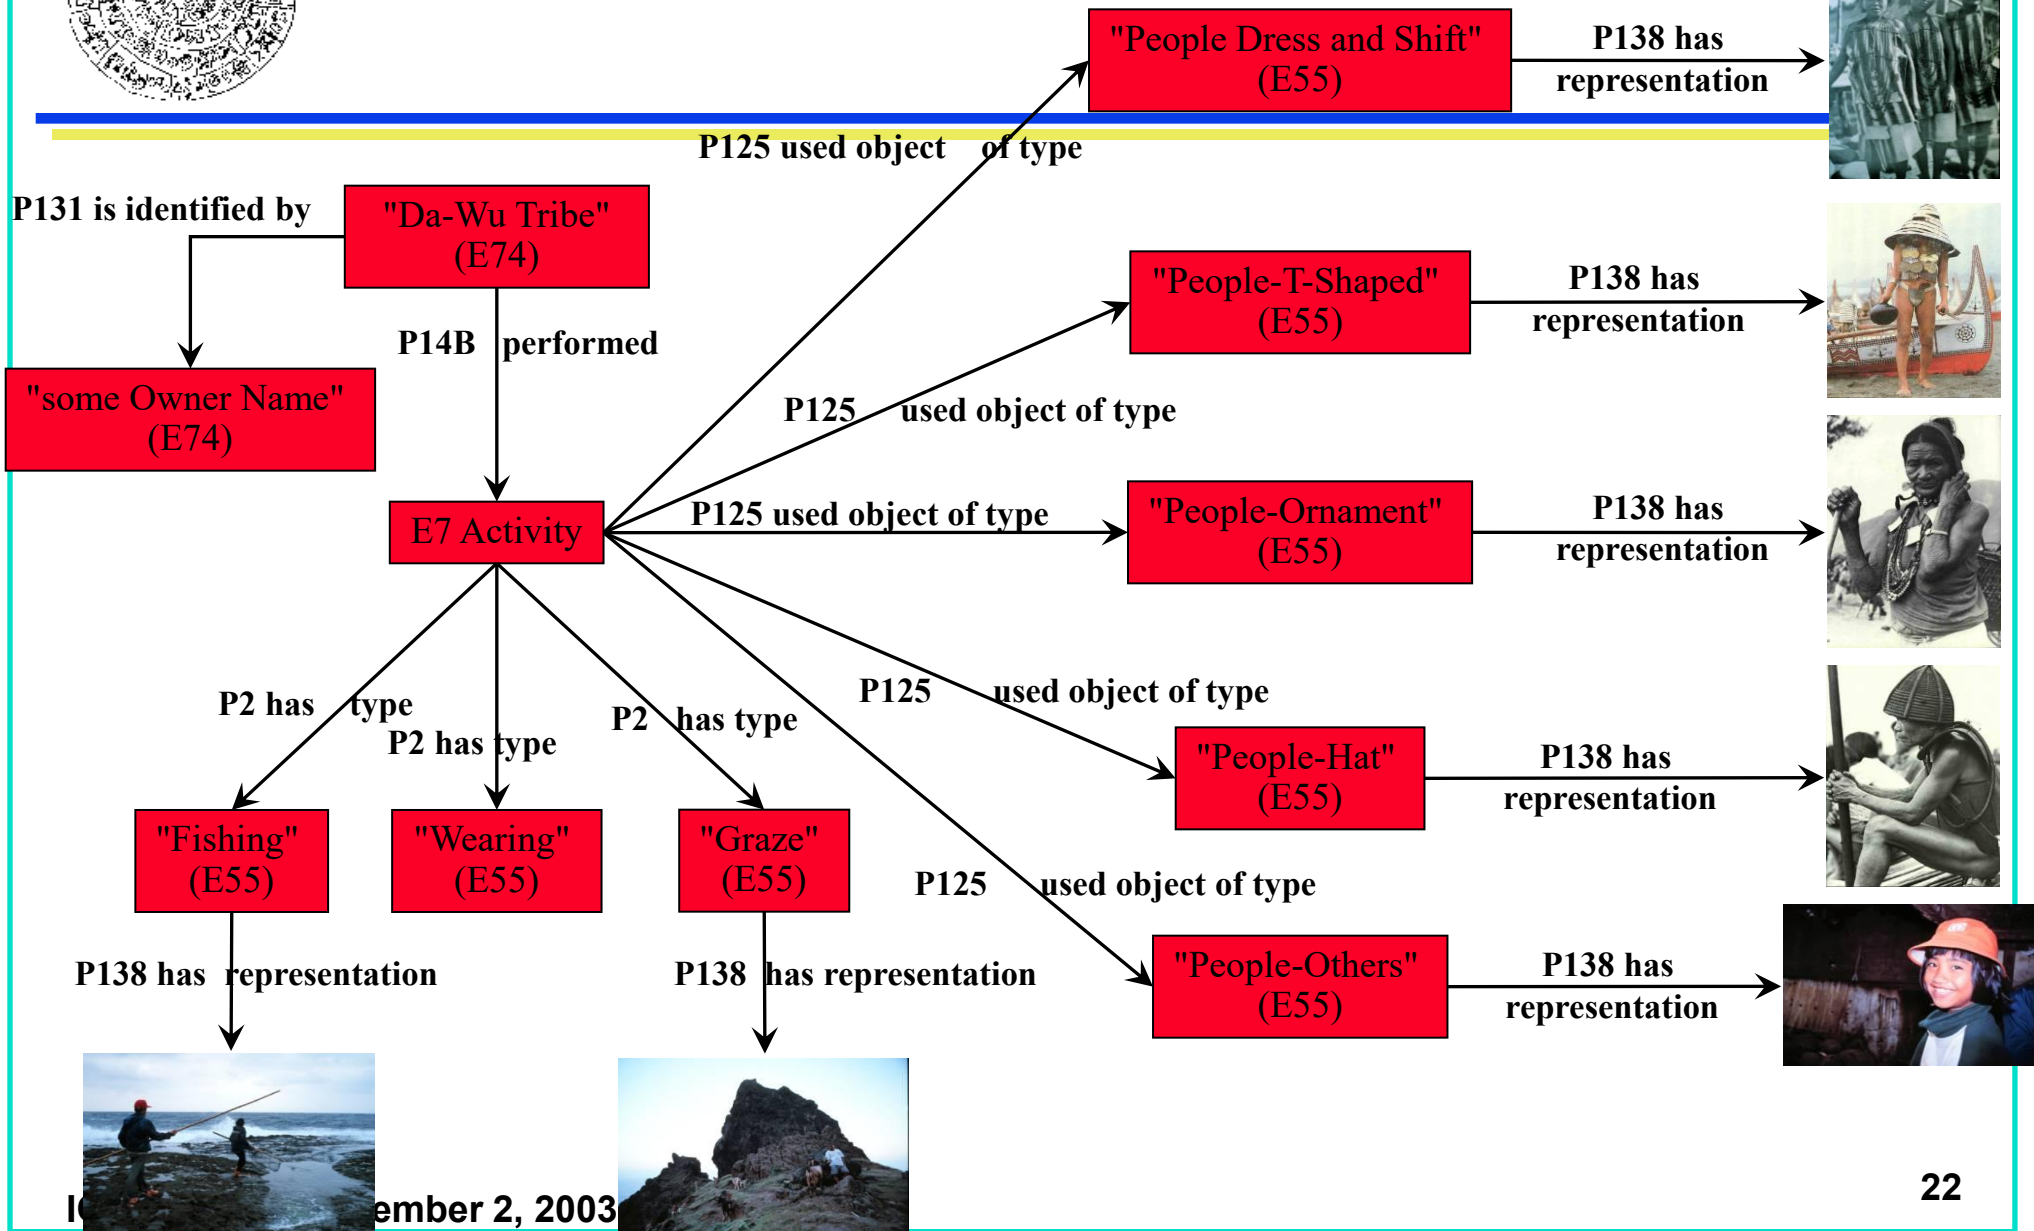 "People Dress and Shift"
(E55)
P138 has
representation
P125 used object of type
P131 is identified by
"Da-Wu Tribe"
(E74)
"People-T-Shaped"
(E55)
P138 has
representation
P14B performed
"some Owner Name"
(E74)
P125 used object of type
E7 Activity
P125 used object of type
"People-Ornament"
(E55)
P138 has
representation
P2 has type
P2 has type
P2 has type
P125 used object of type
"People-Hat"
(E55)
P138 has
representation
"Fishing"
(E55)
"Wearing"
(E55)
"Graze"
(E55)
P125 used object of type
"People-Others"
(E55)
P138 has
representation
P138 has representation
P138 has representation
2, 2003
22